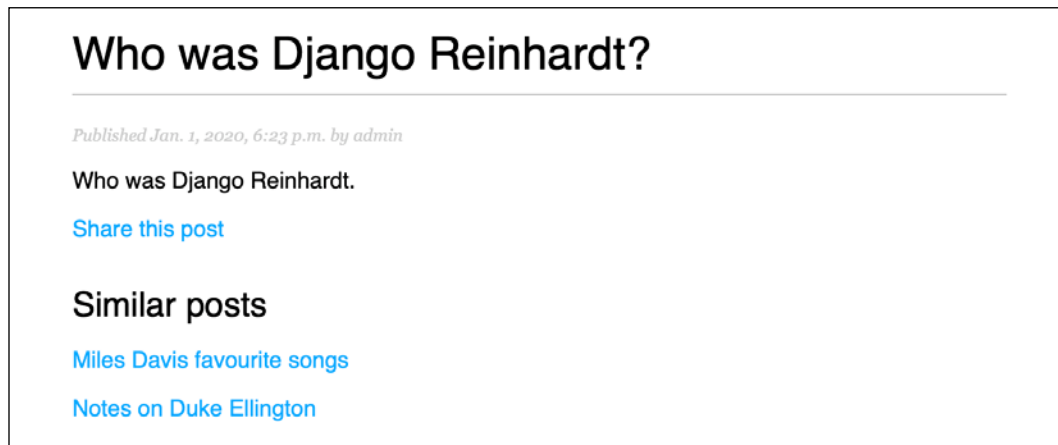 Who was Django Reinhardt?
Published Jan. 1, 2020, 6:23 p.m. by admin
Who was Django Reinhardt.
Share this post
Similar posts
Miles Davis favourite songs
Notes on Duke Ellington